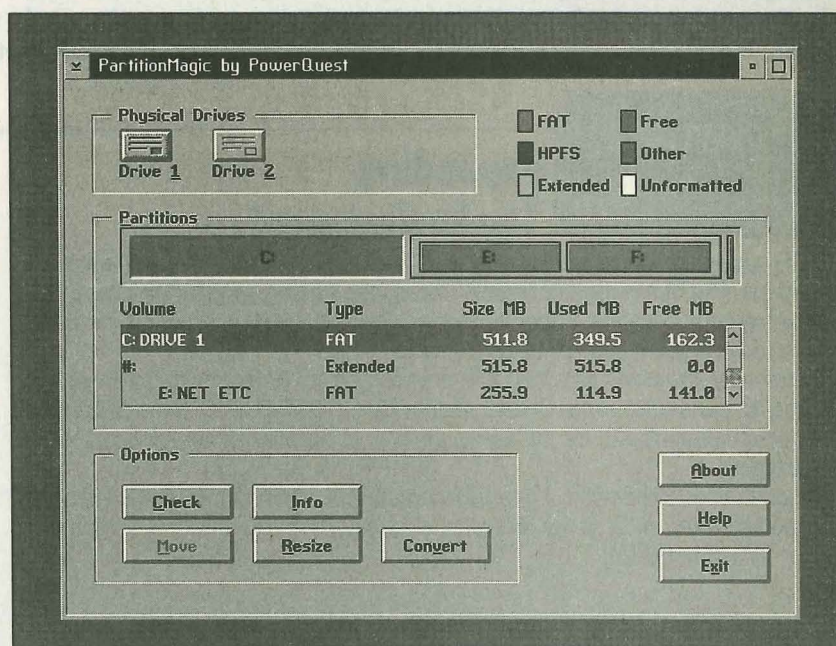 PartitionMagic by PowerQuest
Physical Drives
Drive 1
Drive 2
FAT
Free
HPFS
Other
Extended
Unformatted
Partitions
C:
E:
F:
Volume Type Size MB Used MB Free MB
C: DRIVE 1 FAT 511.8 349.5 162.3
#: Extended 515.8 515.8 0.0
E: NET ETC FAT 255.9 114.9 141.0
Options
Check
Info
Move
Resize
Convert
About
Help
Exit